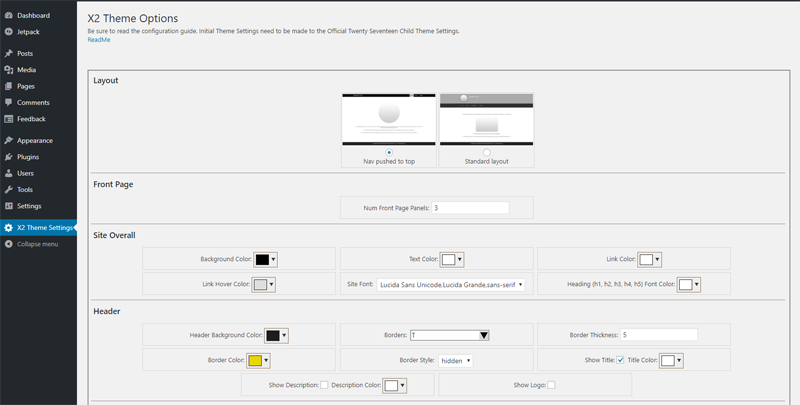 Dashboard
Jetpack
Posts
Media
Pages
Comments
Feedback
Appearance
Plugins
Users
Tools
Settings
X2 Theme Settings
Collapse menu
X2 Theme Options
Be sure to read the configuration guide. Initial Theme Settings need to be made to the Official Twenty Seventeen Child Theme Settings.
ReadMe
Layout
Nav pushed to top
Standard layout
Front Page
Num Front Page Panels: 3
Site Overall
Background Color: Text Color: Link Color:
Link Hover Color: Site Font: Lucida Sans Unicode,Lucida Grande,sans-serif Heading (h1, h2, h3, h4, h5) Font Color:
Header
Header Background Color: Borders: T Border Thickness: 5
Border Color: Border Style: hidden Show Title: Title Color:
Show Description: Description Color: Show Logo: